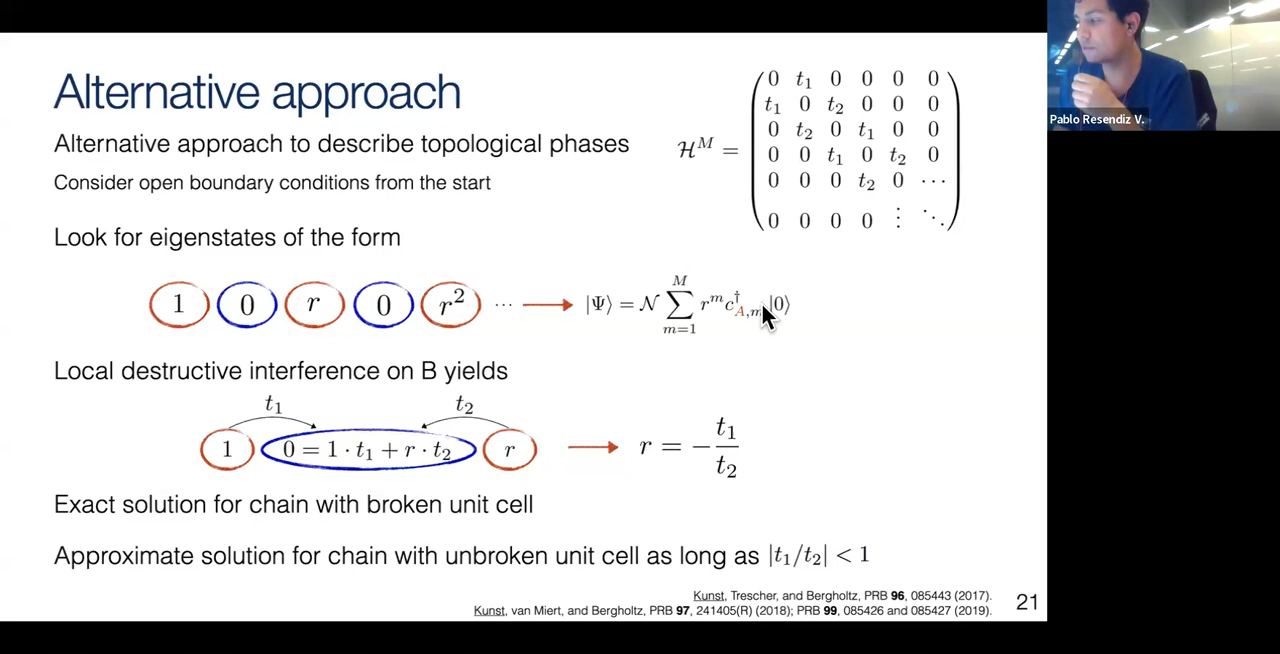 Alternative approach
Alternative approach to describe topological phases
Consider open boundary conditions from the start
Look for eigenstates of the form
ℋ^M = 
0 t₁ 0 0 0 0
t₁ 0 t₂ 0 0 0
0 t₂ 0 t₁ 0 0
0 0 t₁ 0 t₂ 0
0 0 0 t₂ 0 ⋯
0 0 0 0 ⋮ ⋱
Pablo Resendiz V.
1 0 r 0 r² ⋯ → |Ψ⟩ = 𝒩 ∑_{m=1}^{M} r^m c†_{A,m} |0⟩
Local destructive interference on B yields
t₁ t₂
1 0 = 1 · t₁ + r · t₂ r → r = − t₁/t₂
Exact solution for chain with broken unit cell
Approximate solution for chain with unbroken unit cell as long as |t₁/t₂| < 1
Kunst, Trescher, and Bergholtz, PRB 96, 085443 (2017).
Kunst, van Miert, and Bergholtz, PRB 97, 241405(R) (2018); PRB 99, 085426 and 085427 (2019).
21